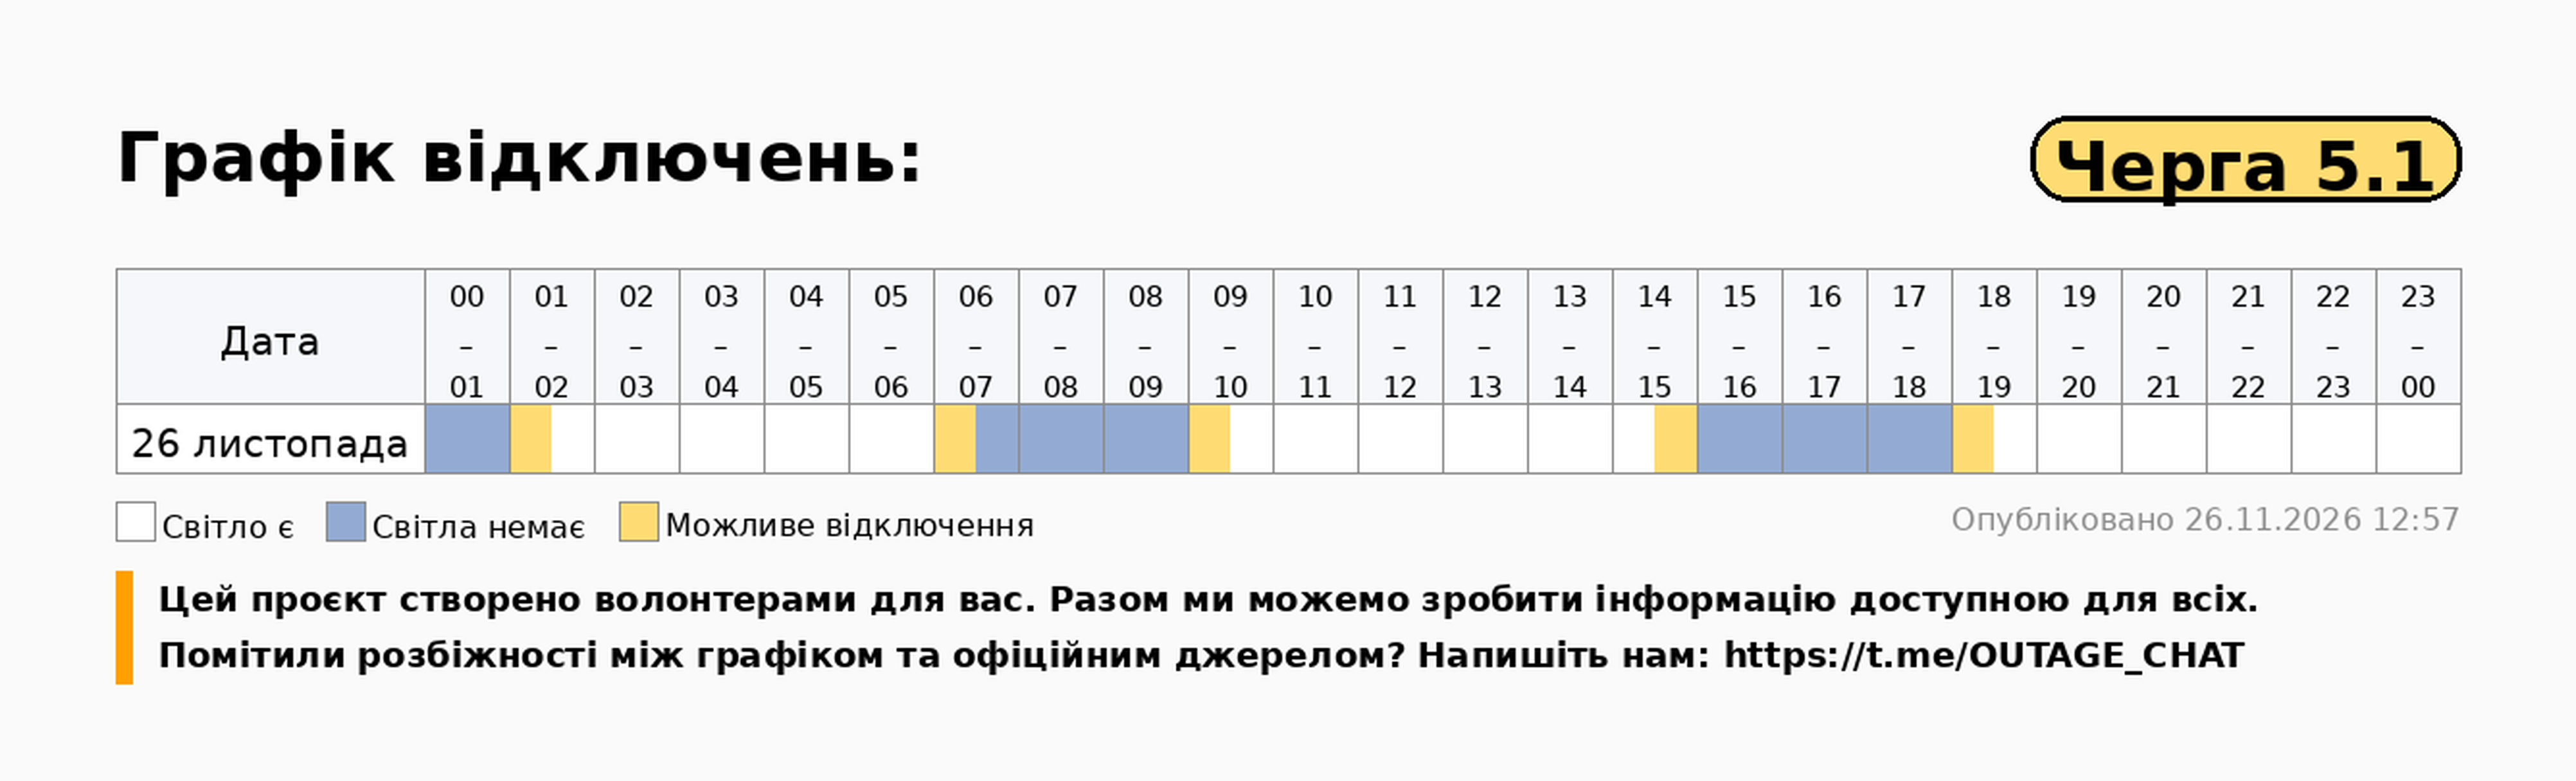 Графік відключень:
Черга 5.1
Дата
00 – 01
01 – 02
02 – 03
03 – 04
04 – 05
05 – 06
06 – 07
07 – 08
08 – 09
09 – 10
10 – 11
11 – 12
12 – 13
13 – 14
14 – 15
15 – 16
16 – 17
17 – 18
18 – 19
19 – 20
20 – 21
21 – 22
22 – 23
23 – 00
26 листопада
Світло є
Світла немає
Можливе відключення
Опубліковано 26.11.2026 12:57
Цей проєкт створено волонтерами для вас. Разом ми можемо зробити інформацію доступною для всіх.
Помітили розбіжності між графіком та офіційним джерелом? Напишіть нам: https://t.me/OUTAGE_CHAT